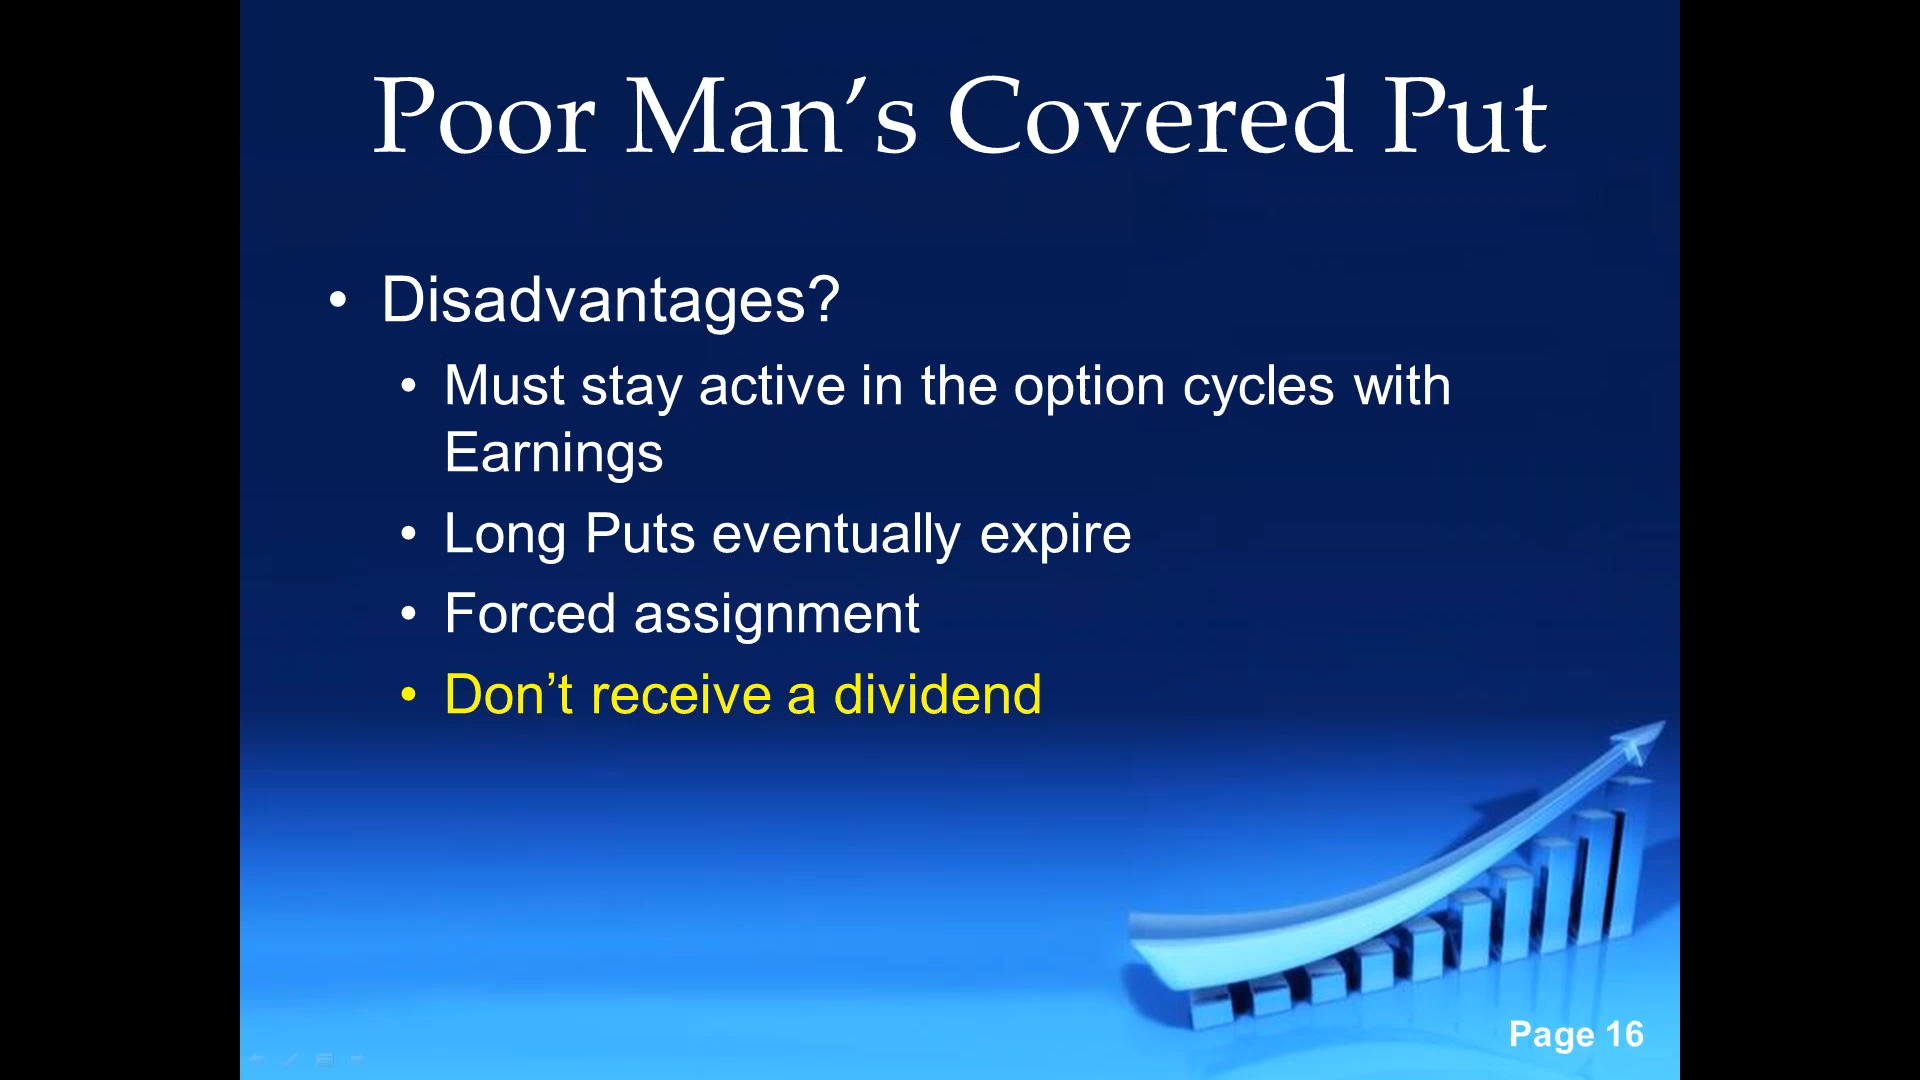 Poor Man’s Covered Put
• Disadvantages?
• Must stay active in the option cycles with
Earnings
• Long Puts eventually expire
• Forced assignment
• Don’t receive a dividend
Page 16